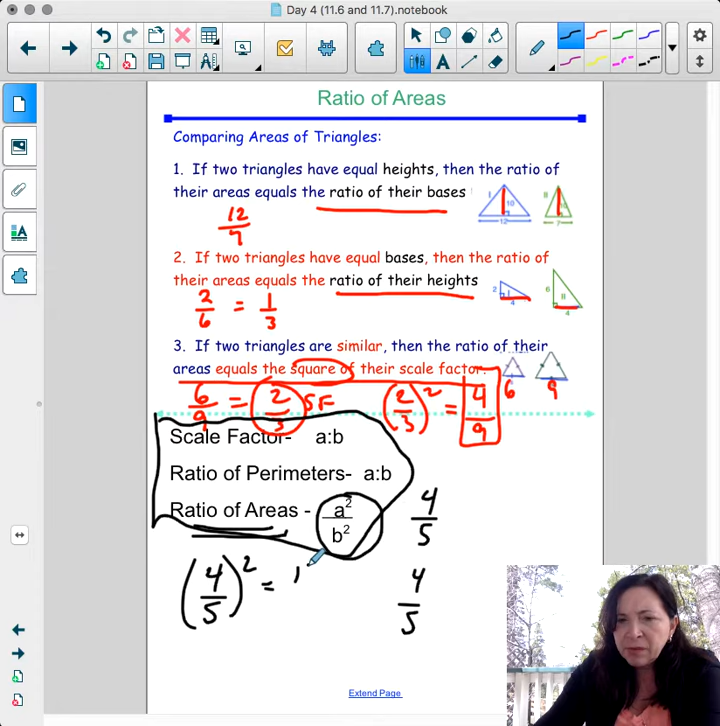 Day 4 (11.6 and 11.7).notebook
Ratio of Areas
Comparing Areas of Triangles:
1. If two triangles have equal heights, then the ratio of
their areas equals the ratio of their bases
12
7
12/7
2. If two triangles have equal bases, then the ratio of
their areas equals the ratio of their heights
2
4
6
8
4
2/6 = 1/3
3. If two triangles are similar, then the ratio of their
areas equals the square of their scale factor.
6
9
6/9 = 2/3 SF (2/3)² = 4/9
Scale Factor- a:b
Ratio of Perimeters- a:b
Ratio of Areas - a²/b²
4/5
(4/5)² = 1
4/5
Extend Page